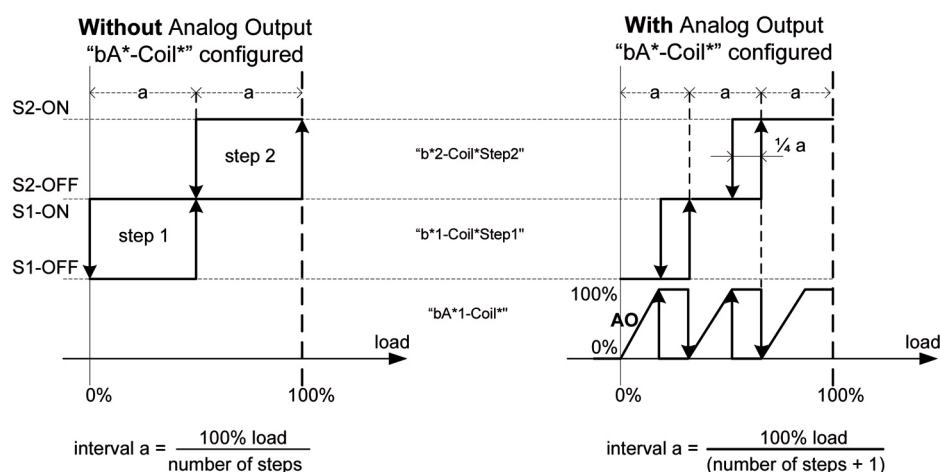 Without Analog Output
“bA*-Coil*” configured
With Analog Output
“bA*-Coil*” configured
a
a
a
a
a
S2-ON
step 2
"b*2-Coil*Step2"
¼ a
S2-OFF
S1-ON
step 1
"b*1-Coil*Step1"
S1-OFF
"bA*1-Coil*"
100%
AO
0%
load
load
0%
100%
0%
100%
interval a = 100% load
number of steps
interval a = 100% load
(number of steps + 1)